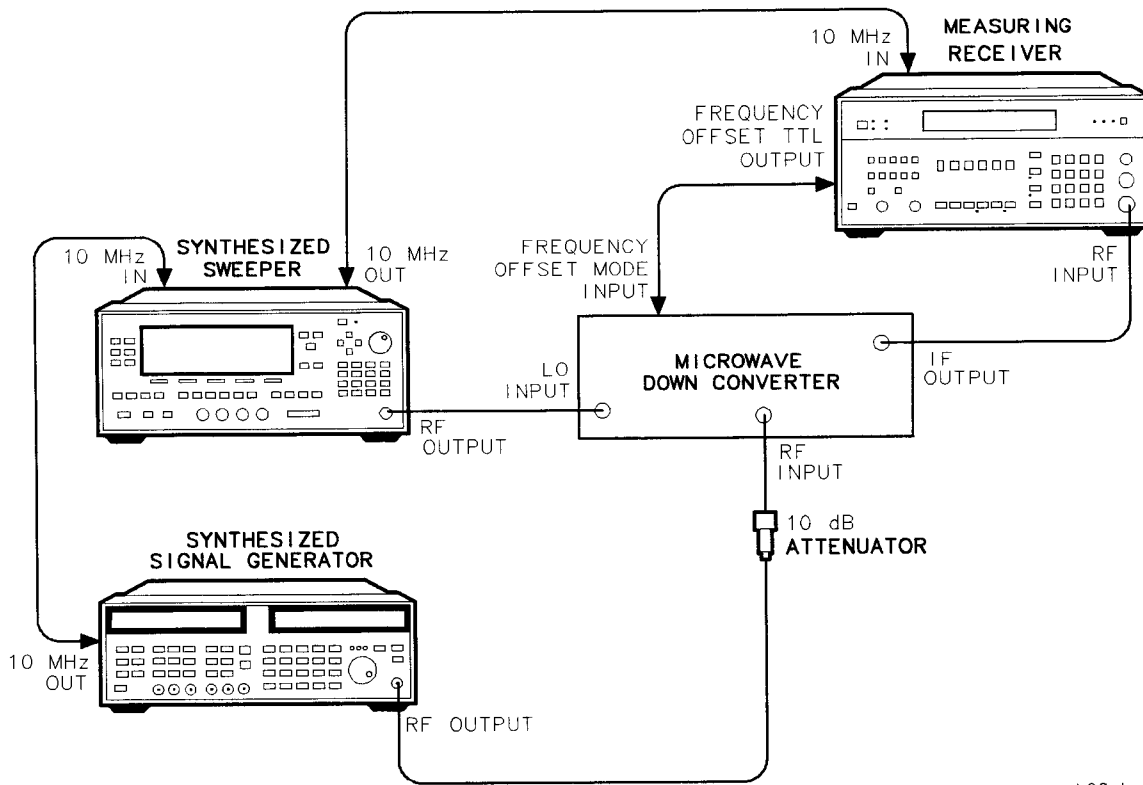 10 MHz
IN
MEASURING
RECEIVER
FREQUENCY
OFFSET TTL
OUTPUT
10 MHz
IN
SYNTHESIZED
SWEEPER
10 MHz
OUT
FREQUENCY
OFFSET MODE
INPUT
RF
INPUT
LO
INPUT
MICROWAVE
DOWN CONVERTER
IF
OUTPUT
RF
OUTPUT
RF
INPUT
10 dB
ATTENUATOR
SYNTHESIZED
SIGNAL GENERATOR
10 MHz
OUT
RF OUTPUT